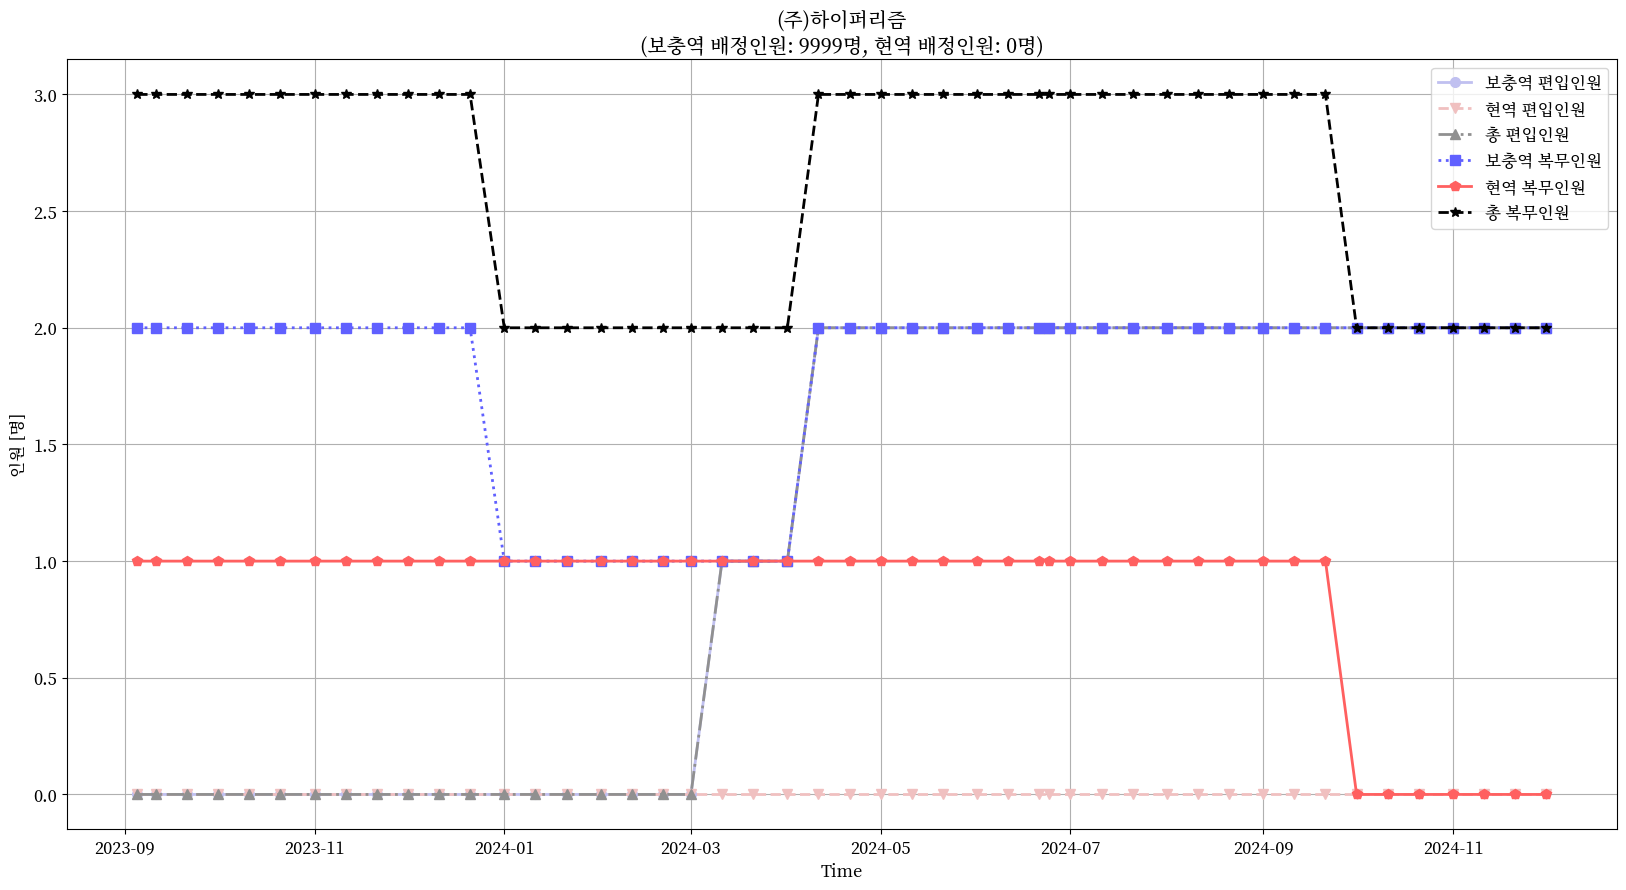 (주)하이퍼리즘
(보충역 배정인원: 9999명, 현역 배정인원: 0명)
보충역 편입인원
현역 편입인원
총 편입인원
보충역 복무인원
현역 복무인원
총 복무인원
인원 [명]
3.0
2.5
2.0
1.5
1.0
0.5
0.0
2023-09 2023-11 2024-01 2024-03 2024-05 2024-07 2024-09 2024-11
Time